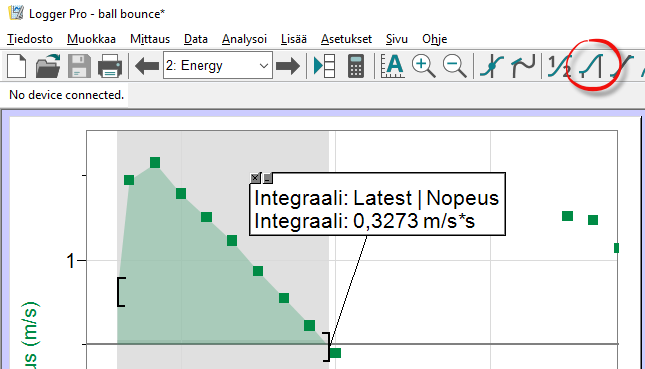 Logger Pro - ball bounce*
Tiedosto Muokkaa Mittaus Data Analysoi Lisää Asetukset Sivu Ohje
2: Energy
No device connected.
Integraali: Latest | Nopeus
Integraali: 0,3273 m/s*s
1
us (m/s)